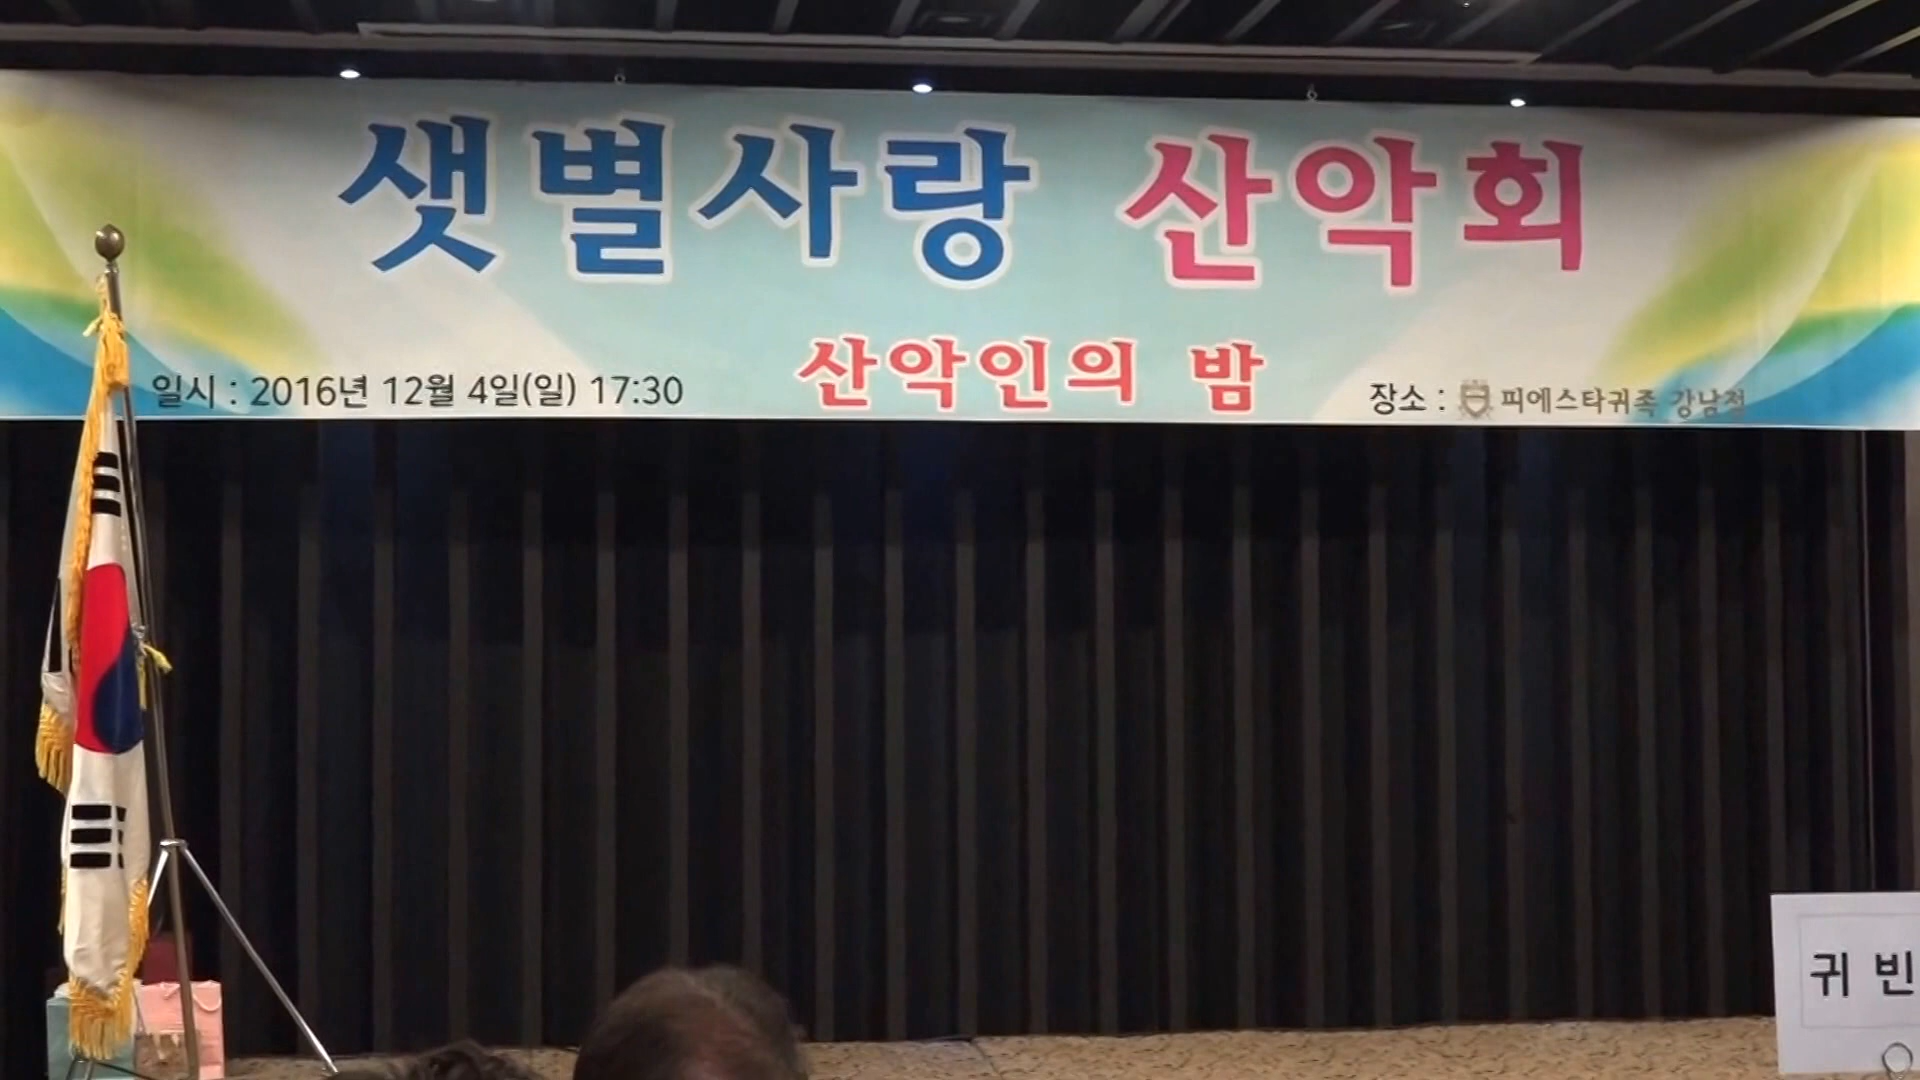 샛별사랑 산악회
산악인의 밤
일시 : 2016년 12월 4일(일) 17:30
장소 : 피에스타귀족 강남점
귀 빈